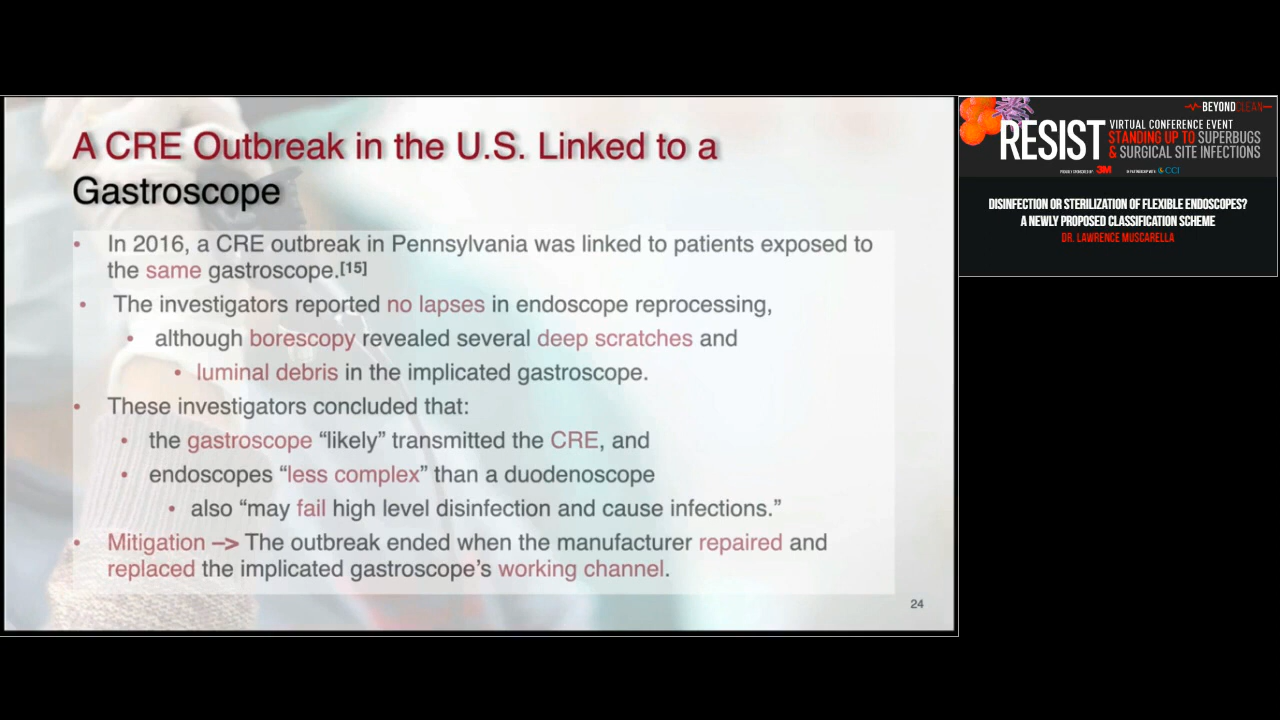 A CRE Outbreak in the U.S. Linked to a
Gastroscope
• In 2016, a CRE outbreak in Pennsylvania was linked to patients exposed to
the same gastroscope.[15]
• The investigators reported no lapses in endoscope reprocessing,
• although borescopy revealed several deep scratches and
• luminal debris in the implicated gastroscope.
• These investigators concluded that:
• the gastroscope “likely” transmitted the CRE, and
• endoscopes “less complex” than a duodenoscope
• also “may fail high level disinfection and cause infections.”
• Mitigation –> The outbreak ended when the manufacturer repaired and
replaced the implicated gastroscope’s working channel.
24
BEYONDCLEAN
RESIST
VIRTUAL CONFERENCE EVENT
STANDING UP TO SUPERBUGS
& SURGICAL SITE INFECTIONS
3M
CCI
DISINFECTION OR STERILIZATION OF FLEXIBLE ENDOSCOPES?
A NEWLY PROPOSED CLASSIFICATION SCHEME
DR. LAWRENCE MUSCARELLA